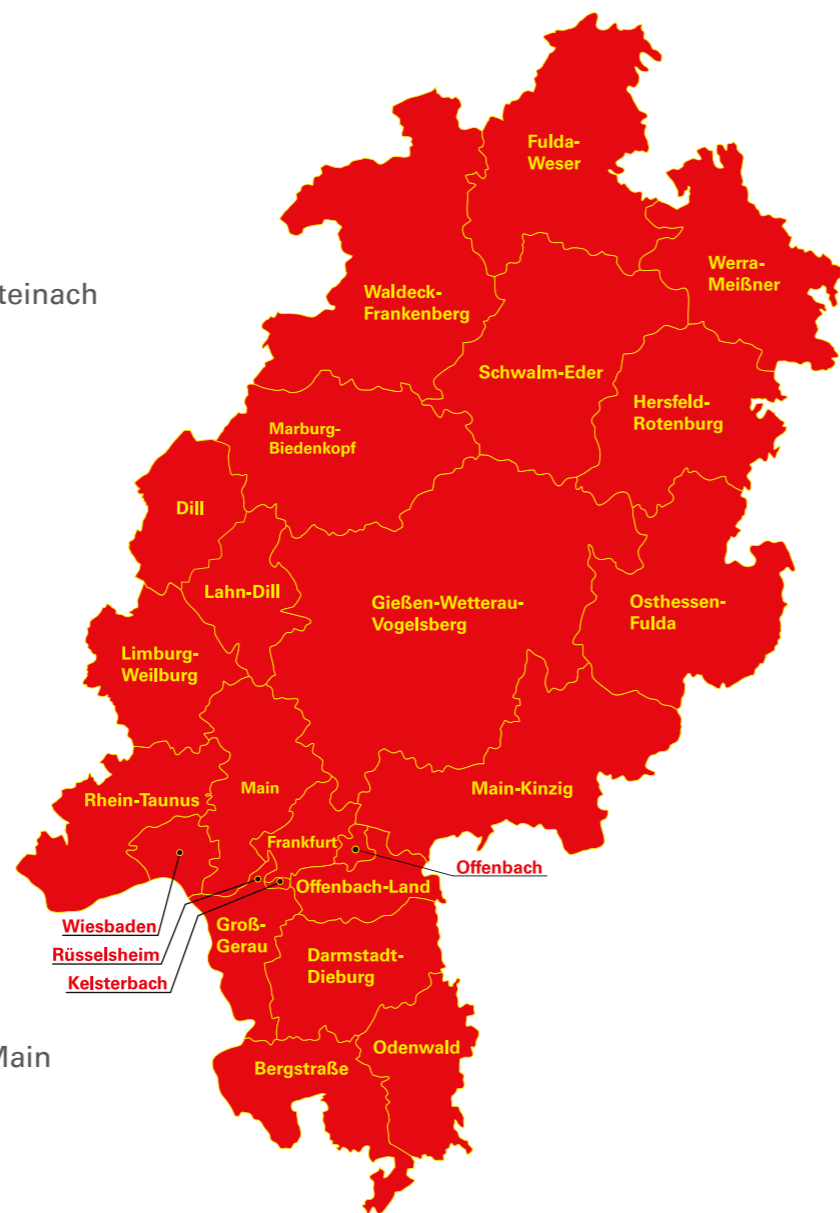 Fulda-
Weser
Werra-
Meißner
teinach
Waldeck-
Frankenberg
Schwalm-Eder
Hersfeld-
Rotenburg
Marburg-
Biedenkopf
Dill
Lahn-Dill
Gießen-Wetterau-
Vogelsberg
Osthessen-
Fulda
Limburg-
Weilburg
Rhein-Taunus
Main
Main-Kinzig
Frankfurt
Offenbach
Offenbach-Land
Wiesbaden
Rüsselsheim
Kelsterbach
Groß-
Gerau
Darmstadt-
Dieburg
Odenwald
Bergstraße
Main